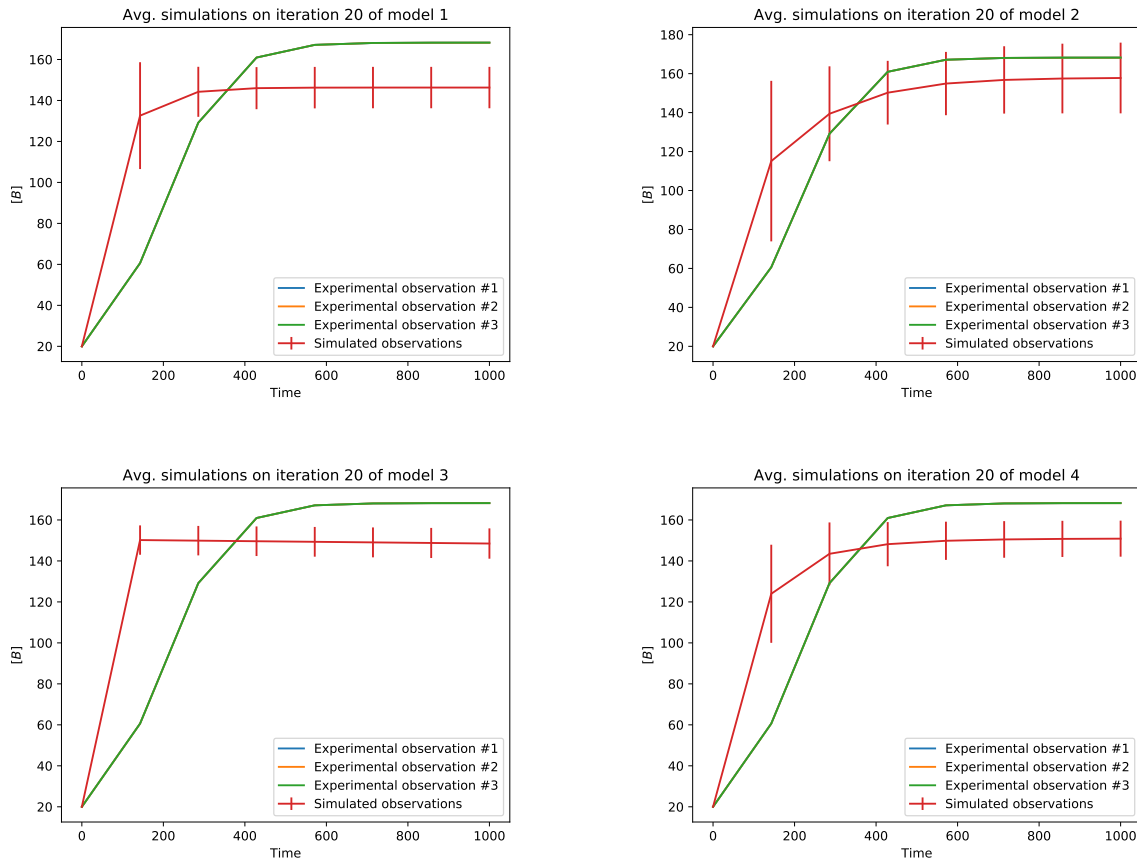 Avg. simulations on iteration 20 of model 1
160
140
120
100
80
60
40
20
[B]
0
200
400
600
800
1000
Time
Experimental observation #1
Experimental observation #2
Experimental observation #3
Simulated observations
Avg. simulations on iteration 20 of model 2
180
160
140
120
100
80
60
40
20
[B]
0
200
400
600
800
1000
Time
Experimental observation #1
Experimental observation #2
Experimental observation #3
Simulated observations
Avg. simulations on iteration 20 of model 3
160
140
120
100
80
60
40
20
[B]
0
200
400
600
800
1000
Time
Experimental observation #1
Experimental observation #2
Experimental observation #3
Simulated observations
Avg. simulations on iteration 20 of model 4
160
140
120
100
80
60
40
20
[B]
0
200
400
600
800
1000
Time
Experimental observation #1
Experimental observation #2
Experimental observation #3
Simulated observations